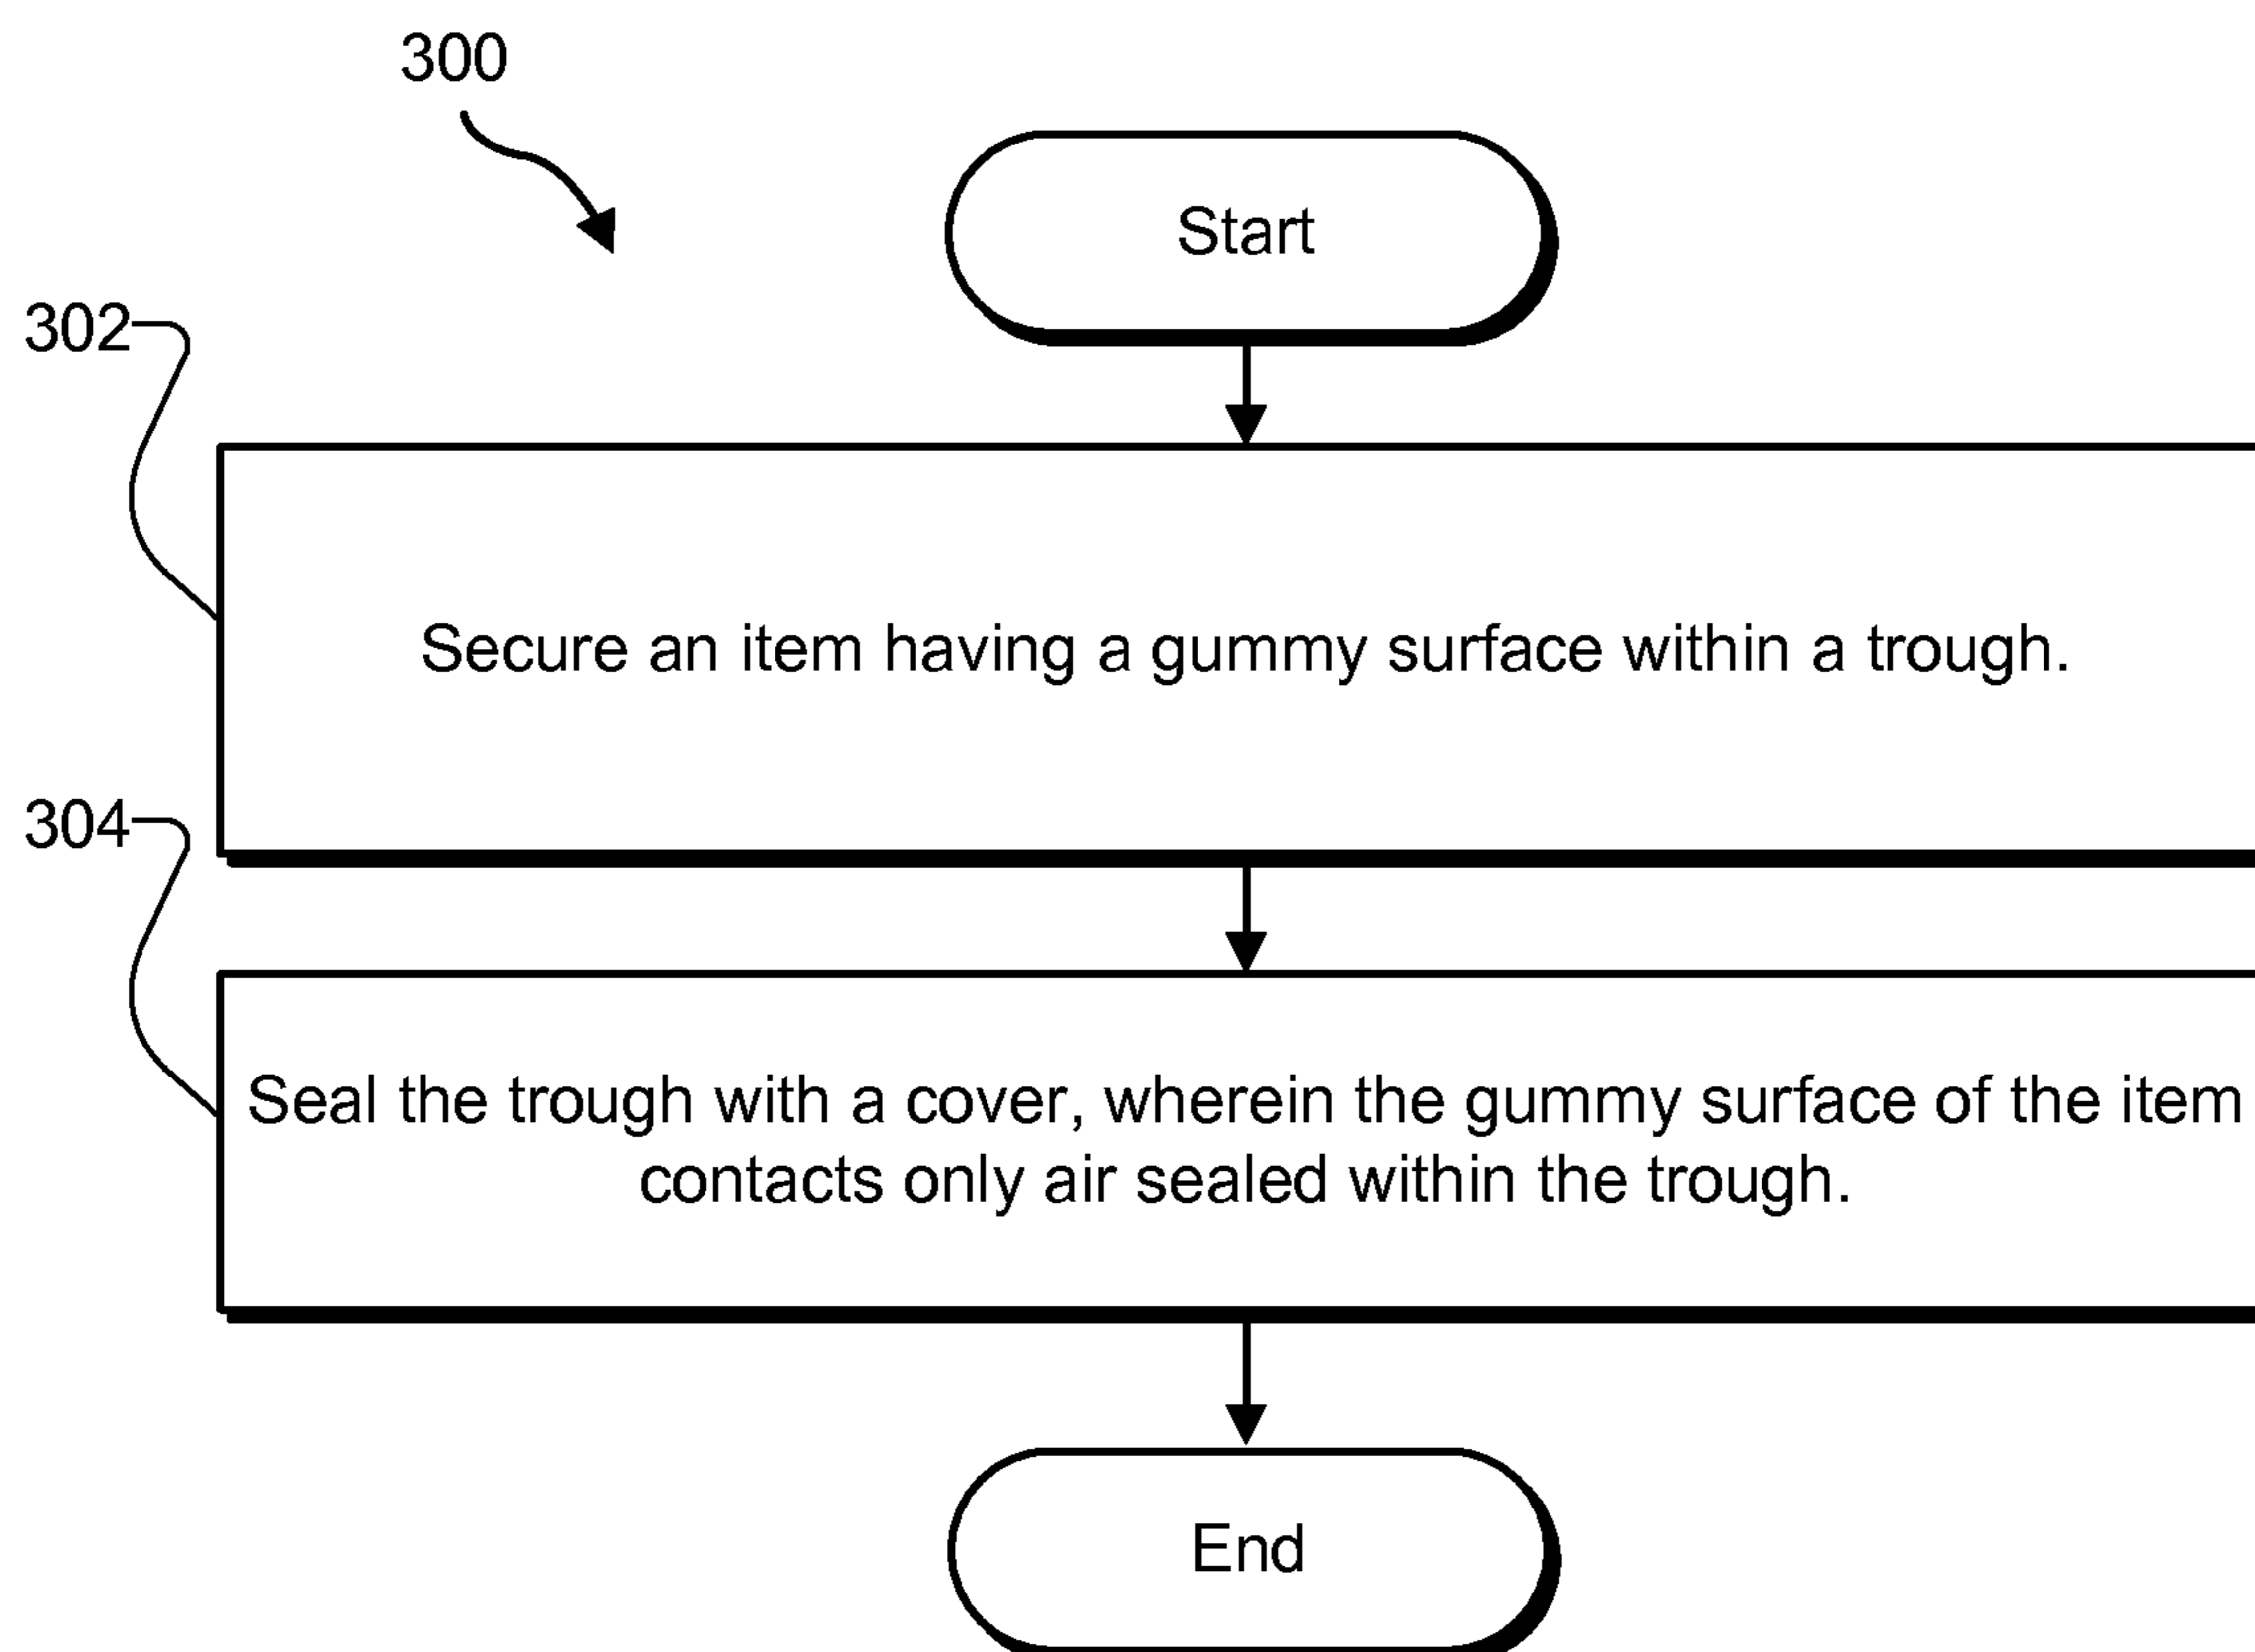 300
Start
302
Secure an item having a gummy surface within a trough.
304
Seal the trough with a cover, wherein the gummy surface of the item
contacts only air sealed within the trough.
End